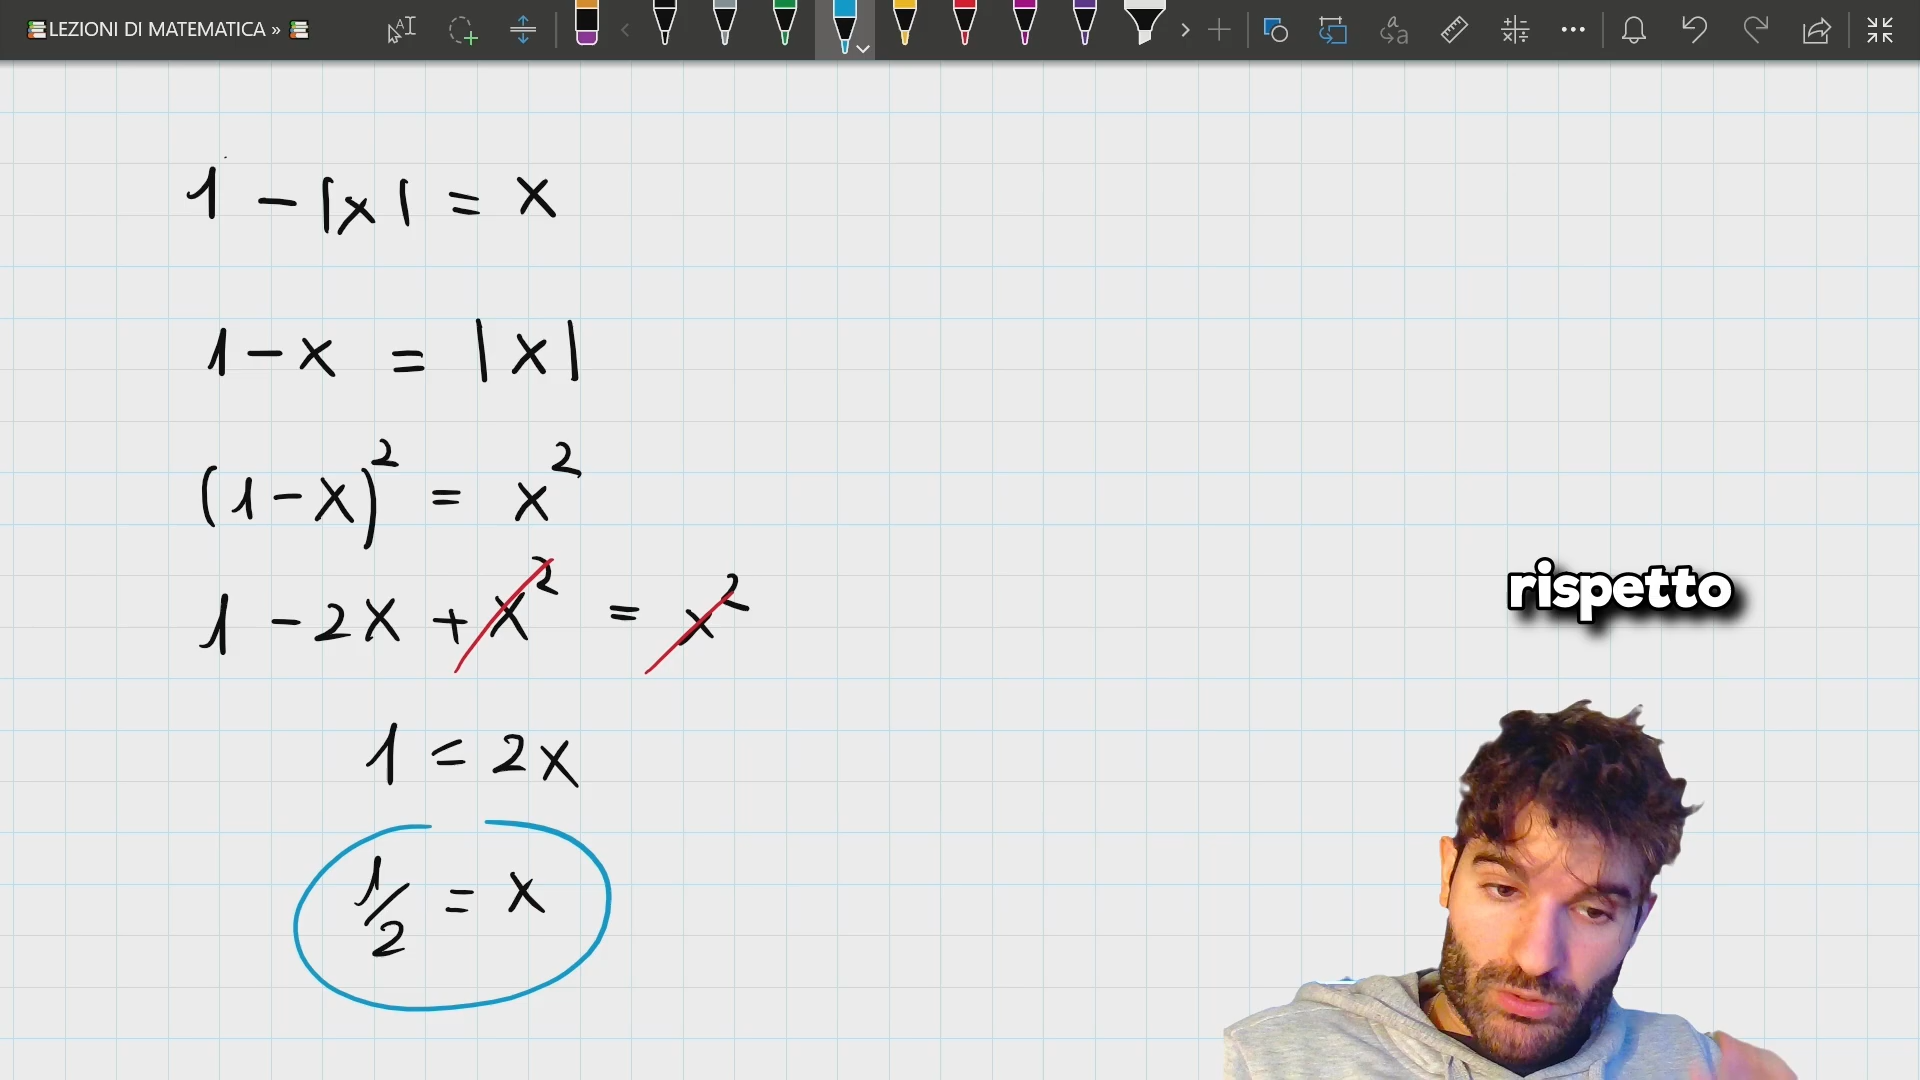 LEZIONI DI MATEMATICA »
1 - |x| = x
1 - x = |x|
(1 - x)² = x²
1 - 2x + x² = x²
1 = 2x
1/2 = x
rispetto